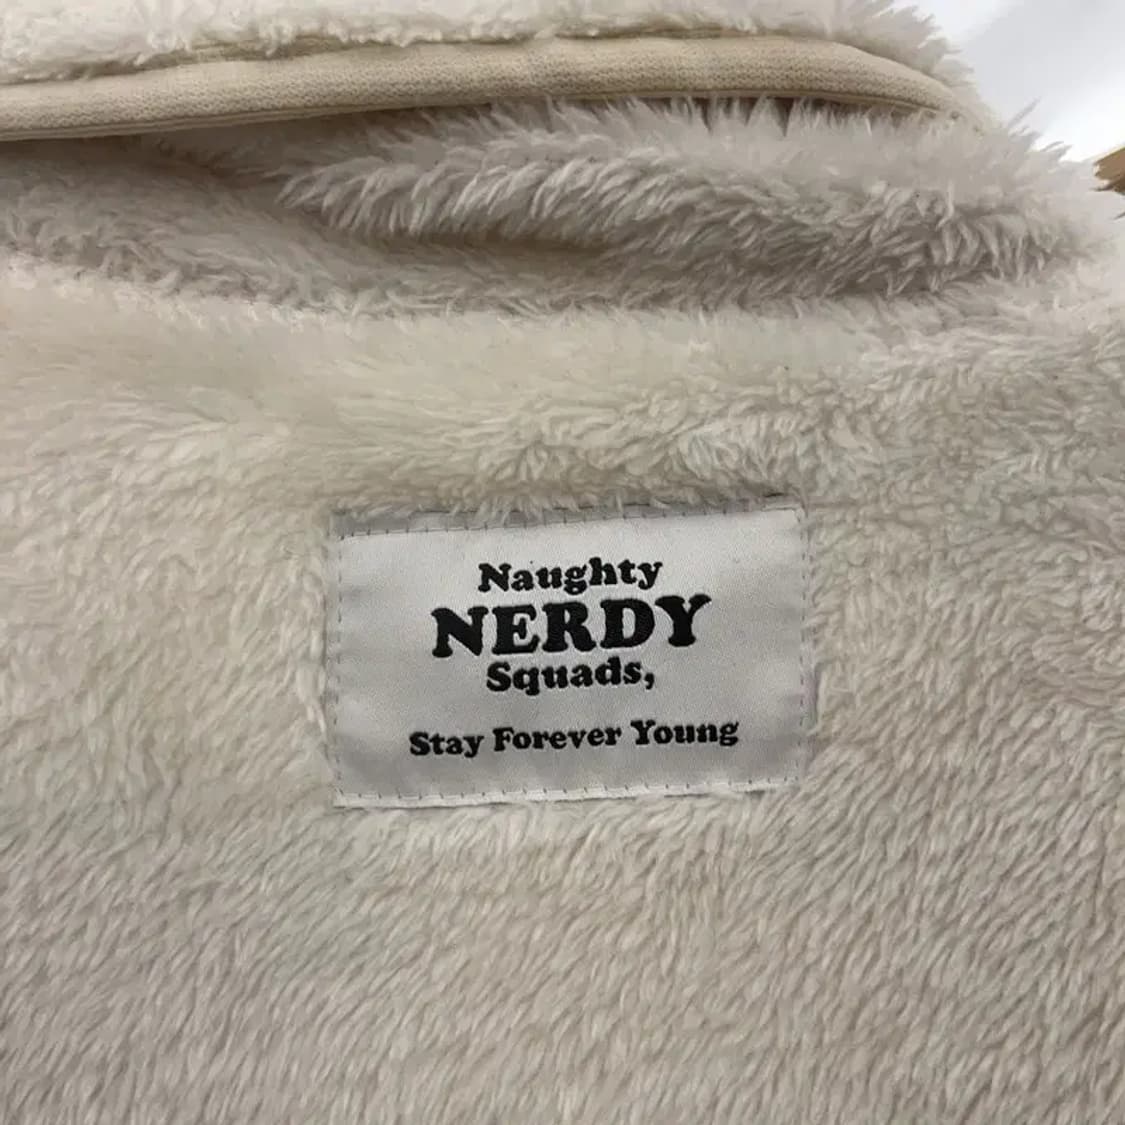 Naughty
NERDY
Squads,
Stay Forever Young